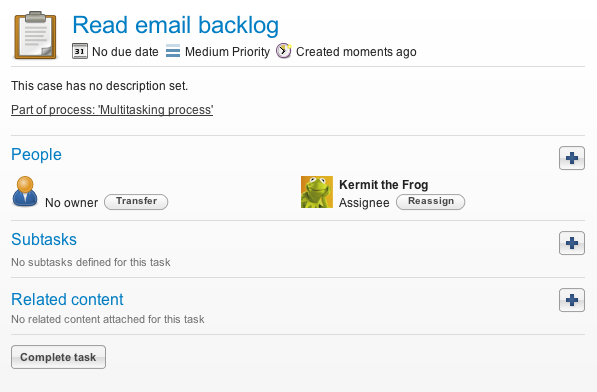 Read email backlog
31 No due date Medium Priority Created moments ago
This case has no description set.
Part of process: 'Multitasking process'
People
Kermit the Frog
No owner Transfer Assignee Reassign
Subtasks
No subtasks defined for this task
Related content
No related content attached for this task
Complete task